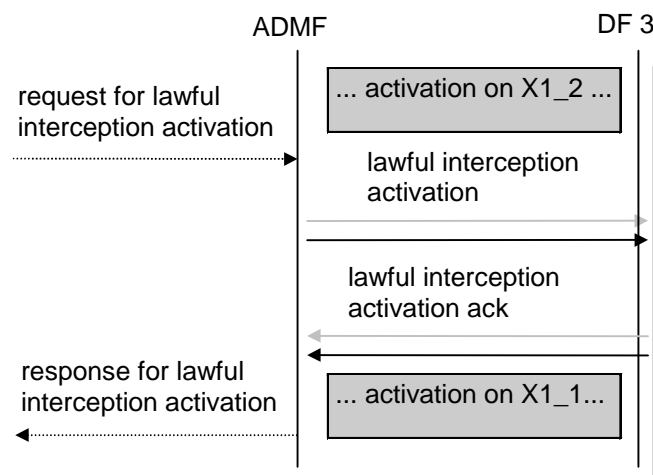 ADMF
DF 3
... activation on X1_2 ...
request for lawful
interception activation
lawful interception
activation
lawful interception
activation ack
response for lawful
interception activation
... activation on X1_1...